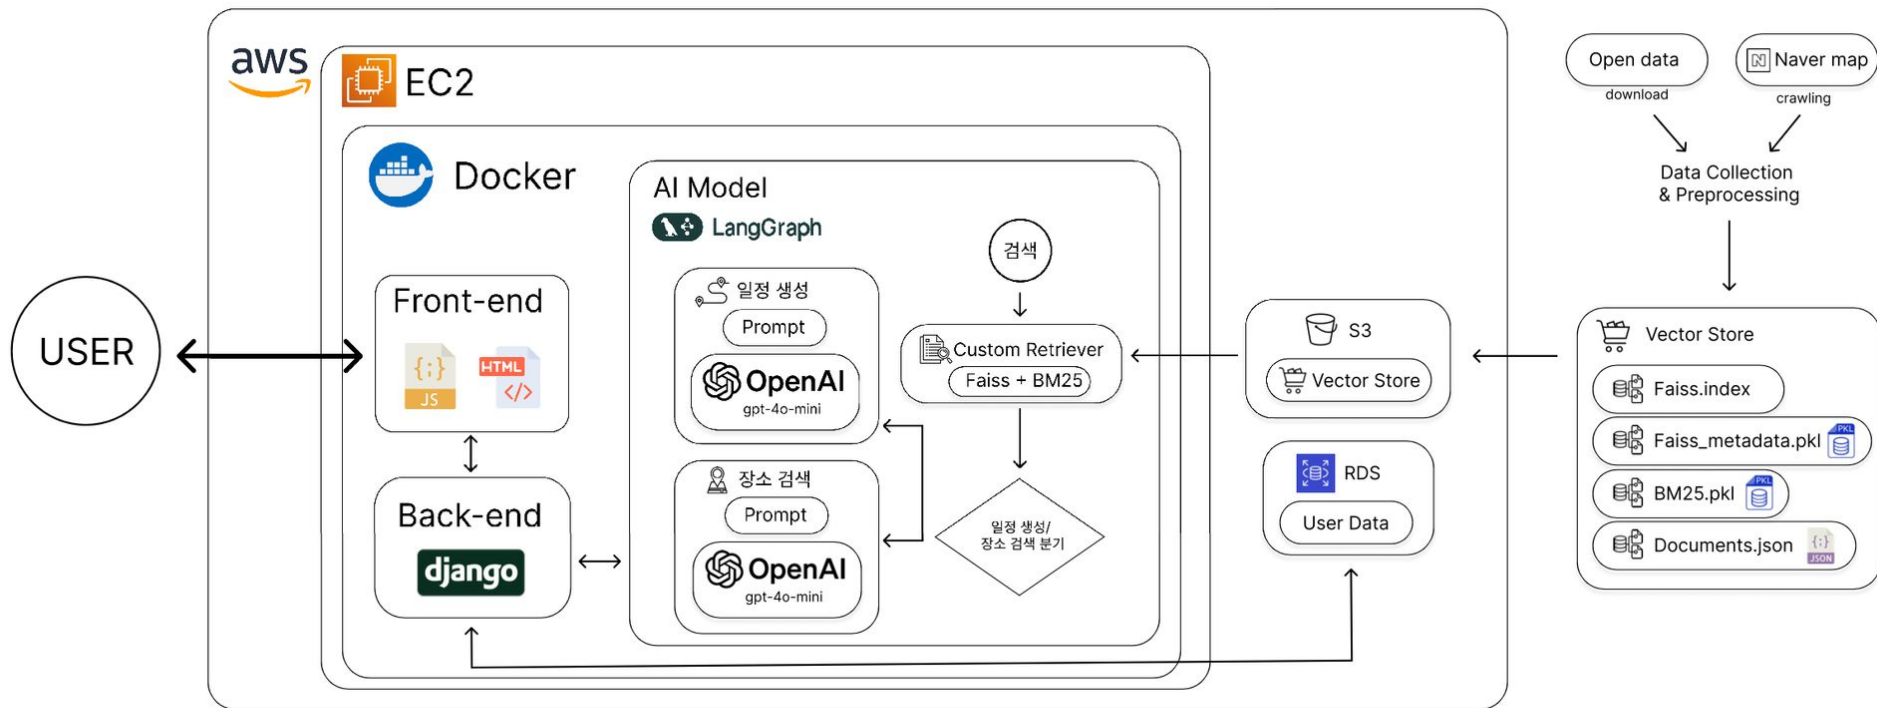 aws
EC2
Docker
AI Model
LangGraph
USER
Front-end
{;}
JS
HTML
</>
Back-end
django
일정 생성
Prompt
OpenAI
gpt-4o-mini
장소 검색
Prompt
OpenAI
gpt-4o-mini
검색
Custom Retriever
Faiss + BM25
일정 생성/
장소 검색 분기
S3
Vector Store
RDS
User Data
Open data
download
N Naver map
crawling
Data Collection
& Preprocessing
Vector Store
Faiss.index
Faiss_metadata.pkl PKL
BM25.pkl PKL
Documents.json {;} JSON